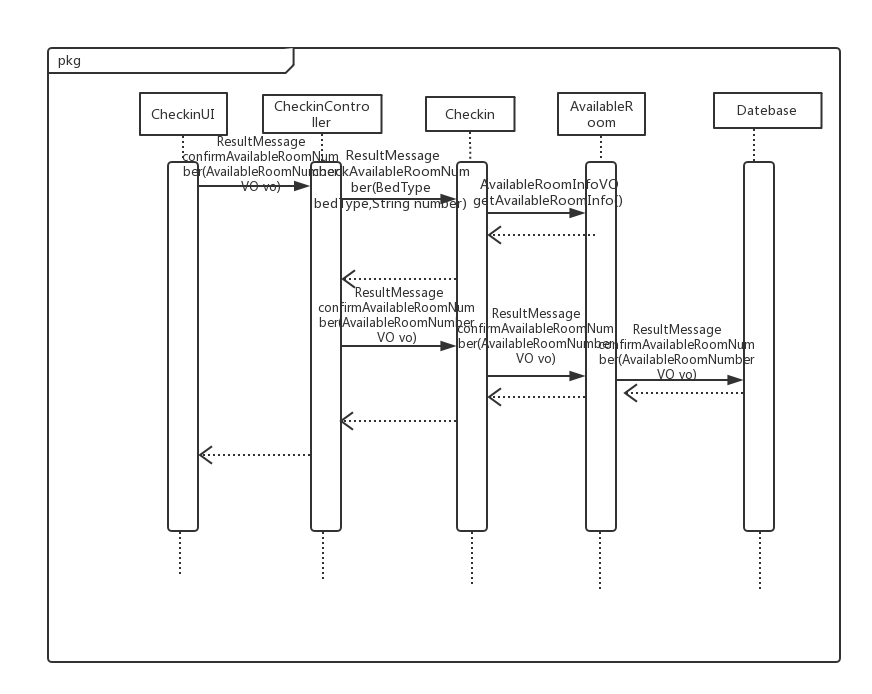 pkg
CheckinUI
CheckinContro
ller
Checkin
AvailableR
oom
Datebase
ResultMessage
confirmAvailableRoomNum
ber(AvailableRoomNumber
VO vo)
ResultMessage
checkAvailableRoomNum
ber(BedType
bedType,String number)
AvailableRoomInfoVO
getAvailableRoomInfo()
ResultMessage
confirmAvailableRoomNum
ber(AvailableRoomNumber
VO vo)
ResultMessage
confirmAvailableRoomNum
ber(AvailableRoomNumber
VO vo)
ResultMessage
confirmAvailableRoomNum
ber(AvailableRoomNumber
VO vo)